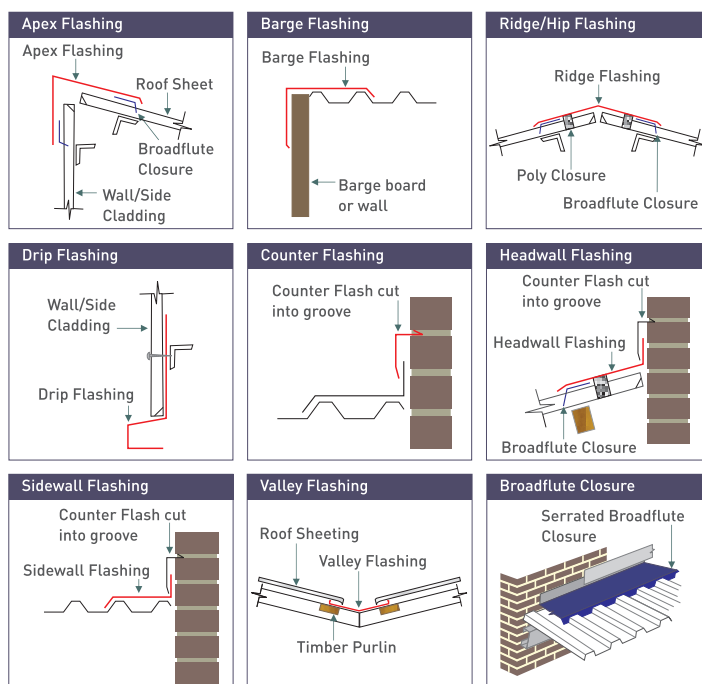 Apex Flashing
Apex Flashing
Roof Sheet
Broadflute
Closure
Wall/Side
Cladding
Barge Flashing
Barge Flashing
Barge board
or wall
Ridge/Hip Flashing
Ridge Flashing
Poly Closure
Broadflute Closure
Drip Flashing
Wall/Side
Cladding
Drip Flashing
Counter Flashing
Counter Flash cut
into groove
Headwall Flashing
Counter Flash cut
into groove
Headwall Flashing
Broadflute Closure
Sidewall Flashing
Counter Flash cut
into groove
Sidewall Flashing
Valley Flashing
Roof Sheeting
Valley Flashing
Timber Purlin
Broadflute Closure
Serrated Broadflute
Closure